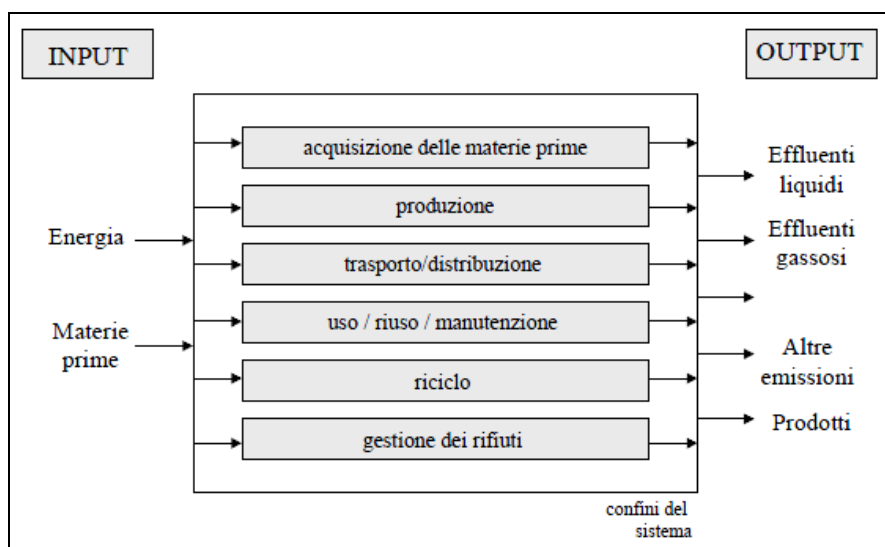 INPUT
OUTPUT
acquisizione delle materie prime
produzione
trasporto/distribuzione
uso / riuso / manutenzione
riciclo
gestione dei rifiuti
Energia
Materie
prime
Effluenti
liquidi
Effluenti
gassosi
Altre
emissioni
Prodotti
confini del
sistema